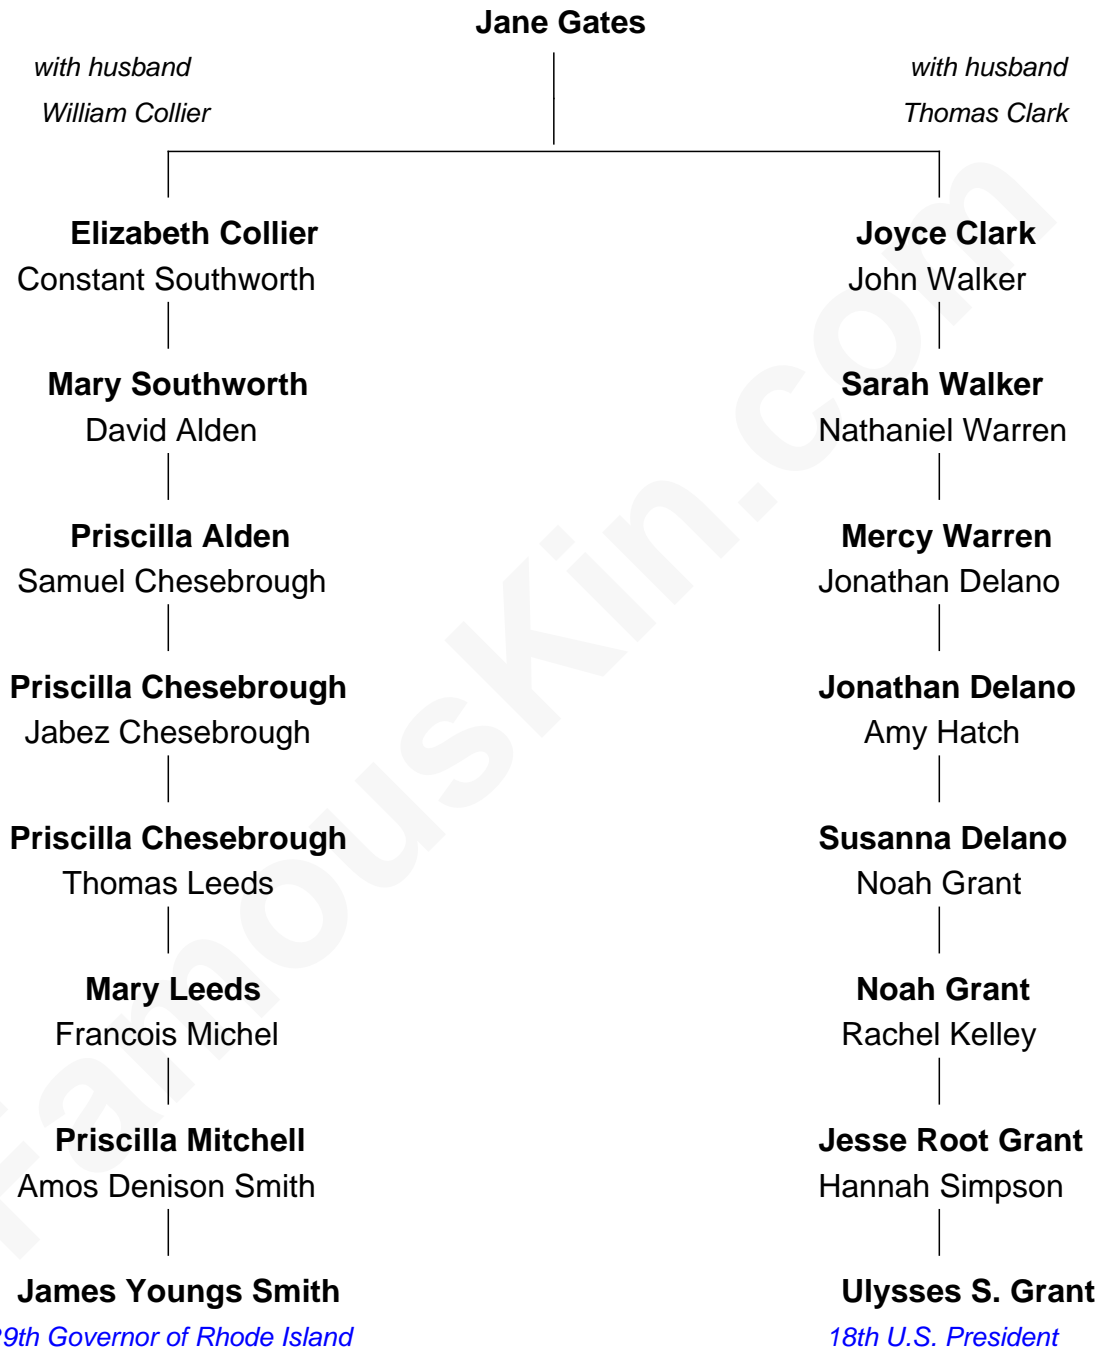 Jane Gates
with husband
William Collier
with husband
Thomas Clark
Elizabeth Collier
Constant Southworth
Joyce Clark
John Walker
Mary Southworth
David Alden
Sarah Walker
Nathaniel Warren
Priscilla Alden
Samuel Chesebrough
Mercy Warren
Jonathan Delano
Priscilla Chesebrough
Jabez Chesebrough
Jonathan Delano
Amy Hatch
Priscilla Chesebrough
Thomas Leeds
Susanna Delano
Noah Grant
Mary Leeds
Francois Michel
Noah Grant
Rachel Kelley
Priscilla Mitchell
Amos Denison Smith
Jesse Root Grant
Hannah Simpson
James Youngs Smith
9th Governor of Rhode Island
Ulysses S. Grant
18th U.S. President
FamousKin.com